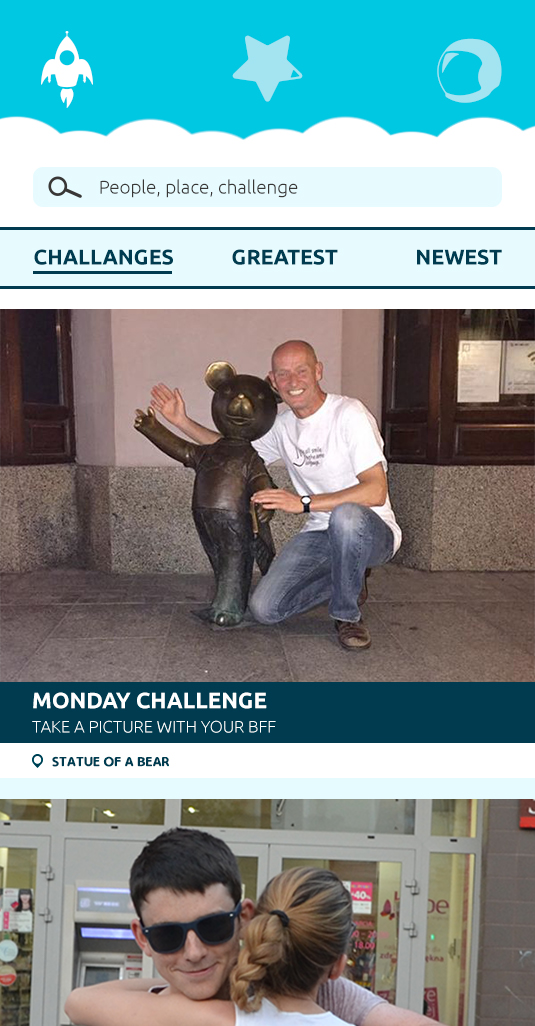 People, place, challenge
CHALLANGES
GREATEST
NEWEST
MONDAY CHALLENGE
TAKE A PICTURE WITH YOUR BFF
STATUE OF A BEAR